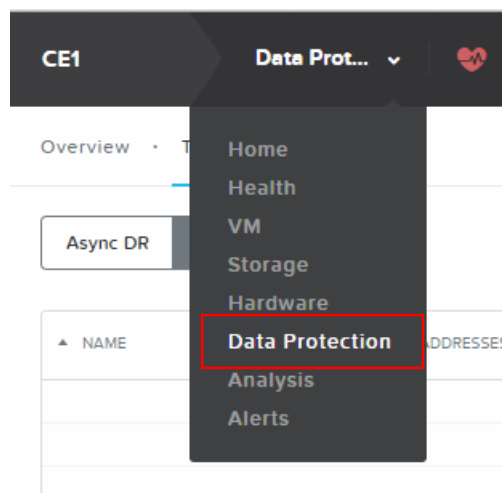 CE1 Data Prot...
Overview · T
Home
Health
VM
Async DR
Storage
Hardware
NAME Data Protection ADDRESSES
Analysis
Alerts